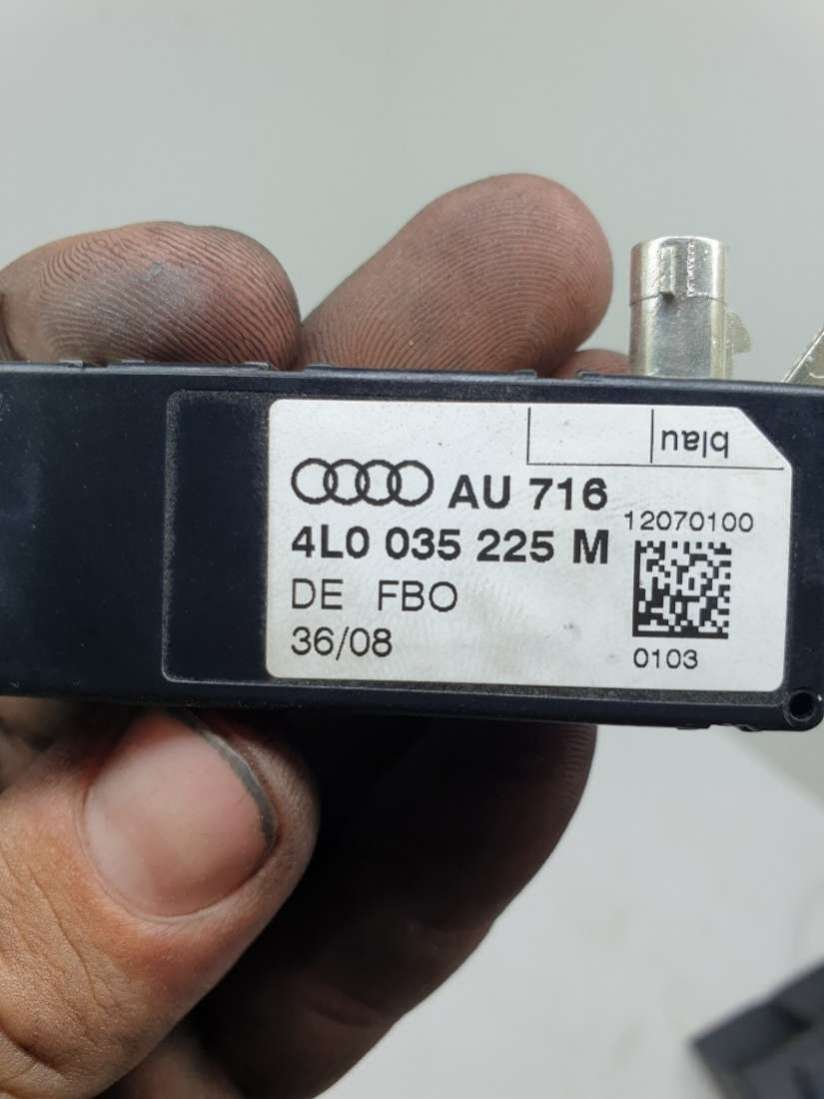 blau
AU 716
12070100
4L0 035 225 M
DE FBO
36/08
0103